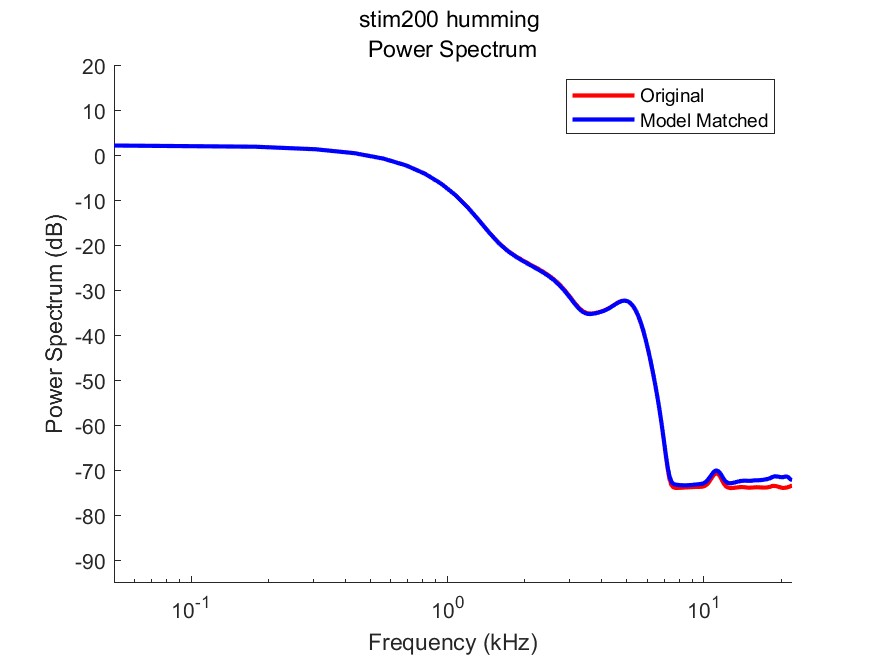 stim200 humming
Power Spectrum
Original
Model Matched
20
10
0
-10
-20
-30
-40
-50
-60
-70
-80
-90
Power Spectrum (dB)
10^-1 10^0 10^1
Frequency (kHz)